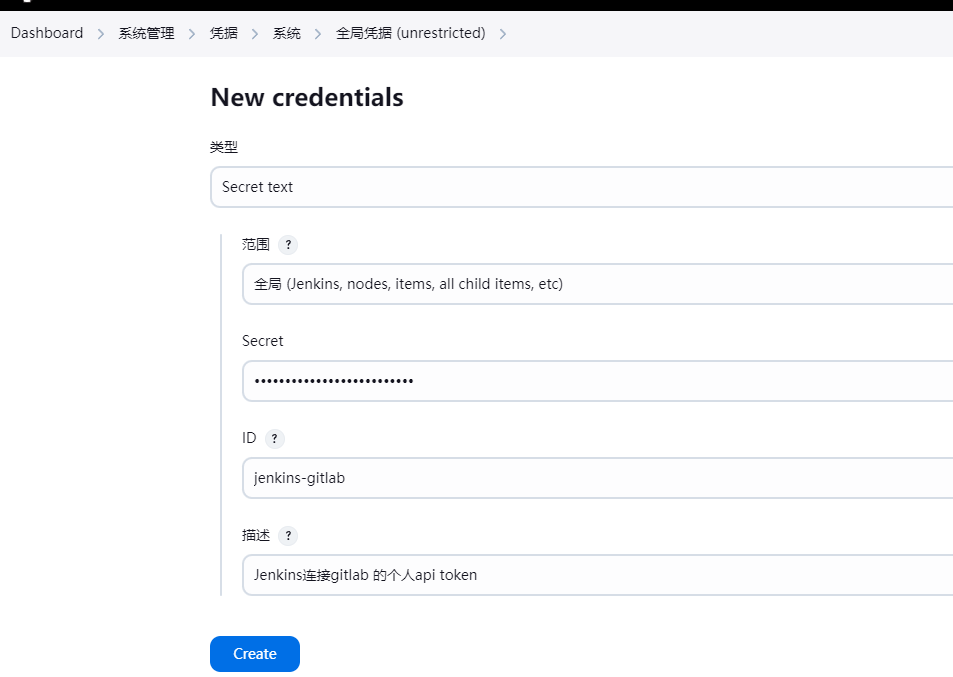 Dashboard > 系统管理 > 凭据 > 系统 > 全局凭据 (unrestricted) >
New credentials
类型
Secret text
范围 ?
全局 (Jenkins, nodes, items, all child items, etc)
Secret
••••••••••••••••••••••••••
ID ?
jenkins-gitlab
描述 ?
Jenkins连接gitlab 的个人api token
Create